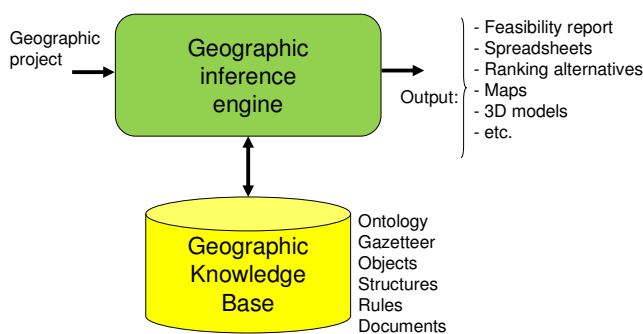 Geographic
project
Geographic
inference
engine
Output:
- Feasibility report
- Spreadsheets
- Ranking alternatives
- Maps
- 3D models
- etc.
Geographic
Knowledge
Base
Ontology
Gazetteer
Objects
Structures
Rules
Documents